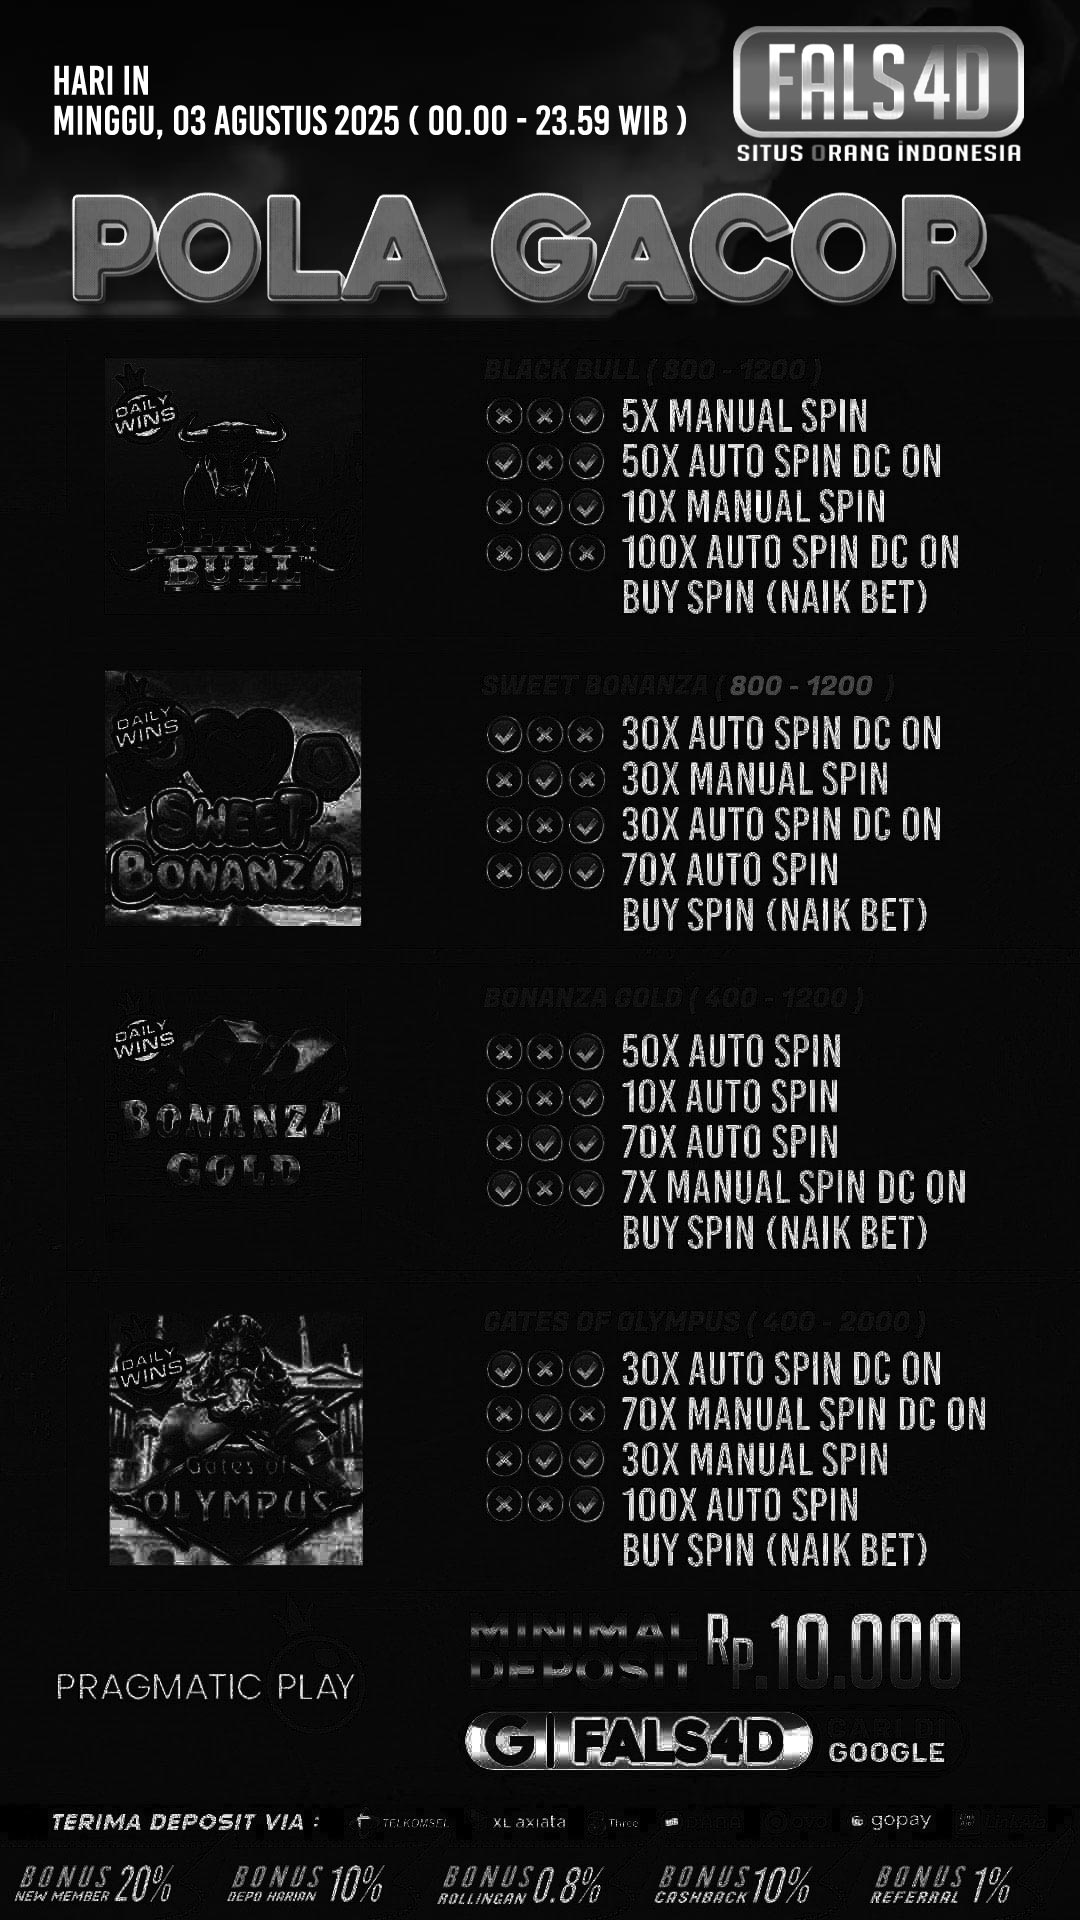 HARI IN
MINGGU, 03 AGUSTUS 2025 ( 00.00 - 23.59 WIB )
FALS4D
SITUS ORANG INDONESIA
POLA GACOR
DAILY WINS
BLACK BULL™
BLACK BULL ( 800 - 1200 )
5X MANUAL SPIN
50X AUTO SPIN DC ON
10X MANUAL SPIN
100X AUTO SPIN DC ON
BUY SPIN (NAIK BET)
DAILY WINS
SWEET BONANZA
SWEET BONANZA ( 800 - 1200 )
30X AUTO SPIN DC ON
30X MANUAL SPIN
30X AUTO SPIN DC ON
70X AUTO SPIN
BUY SPIN (NAIK BET)
DAILY WINS
BONANZA GOLD
BONANZA GOLD ( 400 - 1200 )
50X AUTO SPIN
10X AUTO SPIN
70X AUTO SPIN
7X MANUAL SPIN DC ON
BUY SPIN (NAIK BET)
DAILY WINS
Gates of OLYMPUS
GATES OF OLYMPUS ( 400 - 2000 )
30X AUTO SPIN DC ON
70X MANUAL SPIN DC ON
30X MANUAL SPIN
100X AUTO SPIN
BUY SPIN (NAIK BET)
PRAGMATIC PLAY
MINIMAL DEPOSIT Rp.10.000
G | FALS4D CARI DI GOOGLE
TERIMA DEPOSIT VIA : TELKOMSEL XL axiata Three gopay LinkAja
BONUS NEW MEMBER 20%
BONUS DEPO HARIAN 10%
BONUS ROLLINGAN 0.8%
BONUS CASHBACK 10%
BONUS REFERRAL 1%